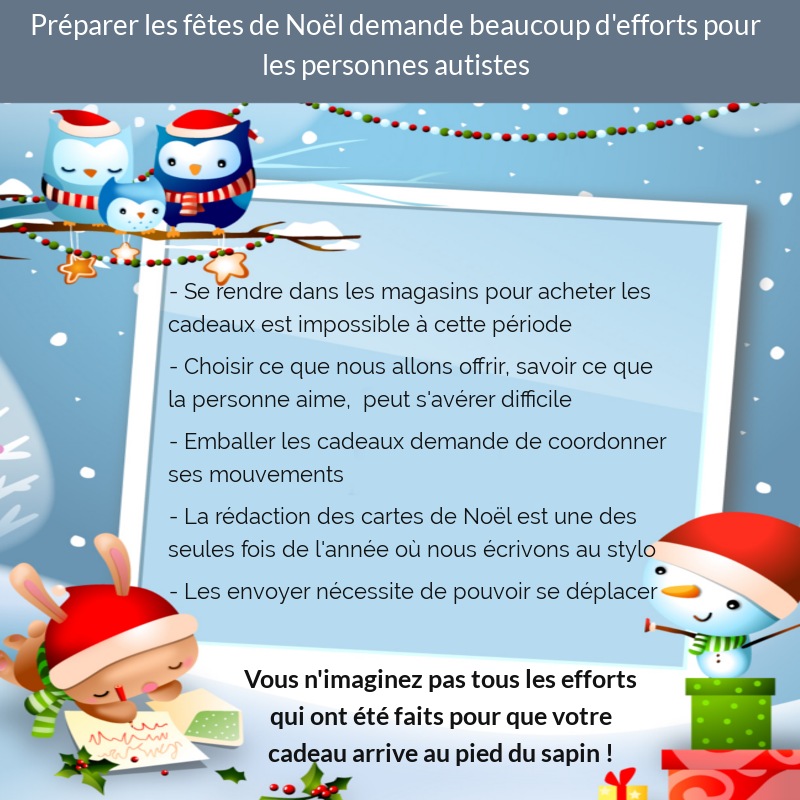 Préparer les fêtes de Noël demande beaucoup d'efforts pour
les personnes autistes
- Se rendre dans les magasins pour acheter les
cadeaux est impossible à cette période
- Choisir ce que nous allons offrir, savoir ce que
la personne aime, peut s'avérer difficile
- Emballer les cadeaux demande de coordonner
ses mouvements
- La rédaction des cartes de Noël est une des
seules fois de l'année où nous écrivons au stylo
- Les envoyer nécessite de pouvoir se déplacer
Vous n'imaginez pas tous les efforts
qui ont été faits pour que votre
cadeau arrive au pied du sapin !